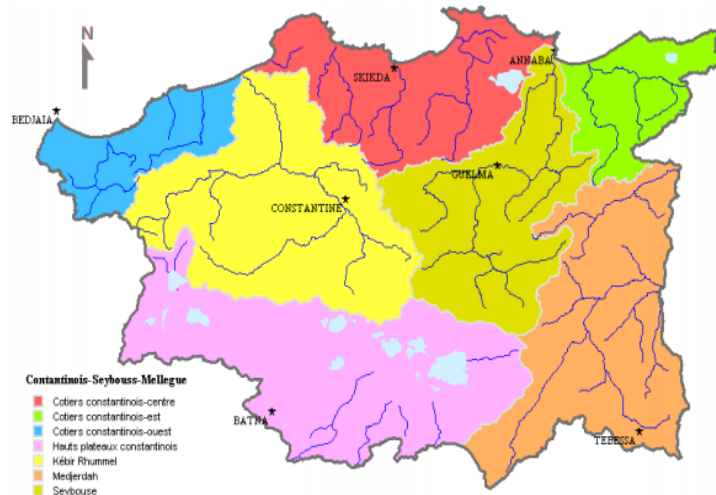 N
SKIKDA
ANNABA
BEDJAIA
GUELMA
CONSTANTINE
Contantinois-Seybouss-Mellegue
Cotiers constantinois-centre
Cotiers constantinois-est
Cotiers constantinois-ouest
Hauts plateaux constantinois
Kébir Rhummel
Medjerdah
Seybouse
BATNA
TEBESSA